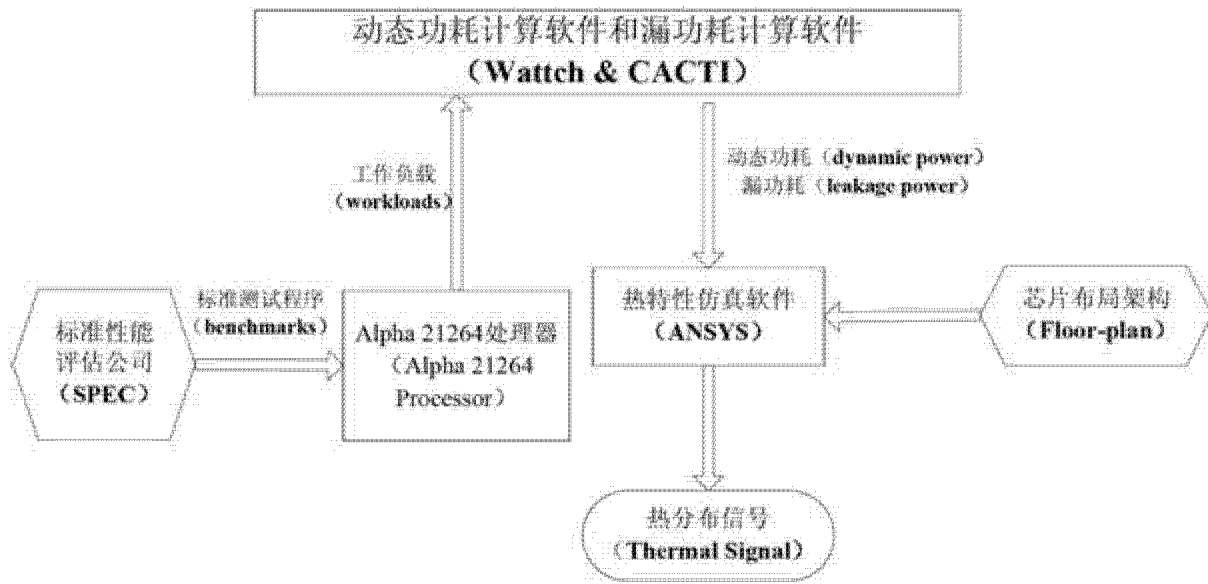 动态功耗计算软件和漏功耗计算软件
（Wattch & CACTI）
工作负载
（workloads）
动态功耗（dynamic power）
漏功耗（leakage power）
标准性能
评估公司
（SPEC）
标准测试程序
（benchmarks）
Alpha 21264处理器
（Alpha 21264
Processor）
热特性仿真软件
（ANSYS）
芯片布局架构
（Floor-plan）
热分布信号
（Thermal Signal）